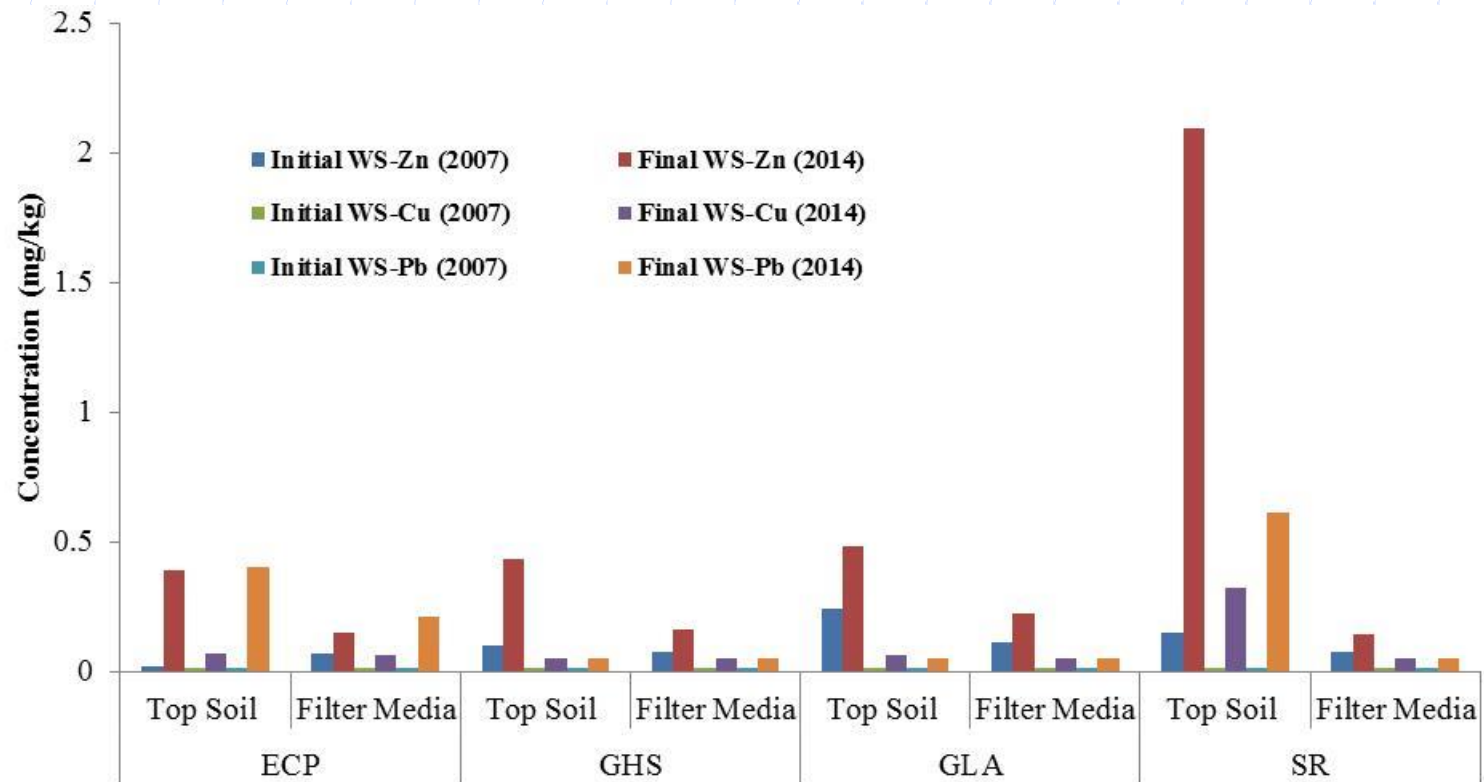 2.5
2
1.5
1
0.5
0
Concentration (mg/kg)
Initial WS-Zn (2007) Final WS-Zn (2014)
Initial WS-Cu (2007) Final WS-Cu (2014)
Initial WS-Pb (2007) Final WS-Pb (2014)
Top Soil Filter Media Top Soil Filter Media Top Soil Filter Media Top Soil Filter Media
ECP GHS GLA SR